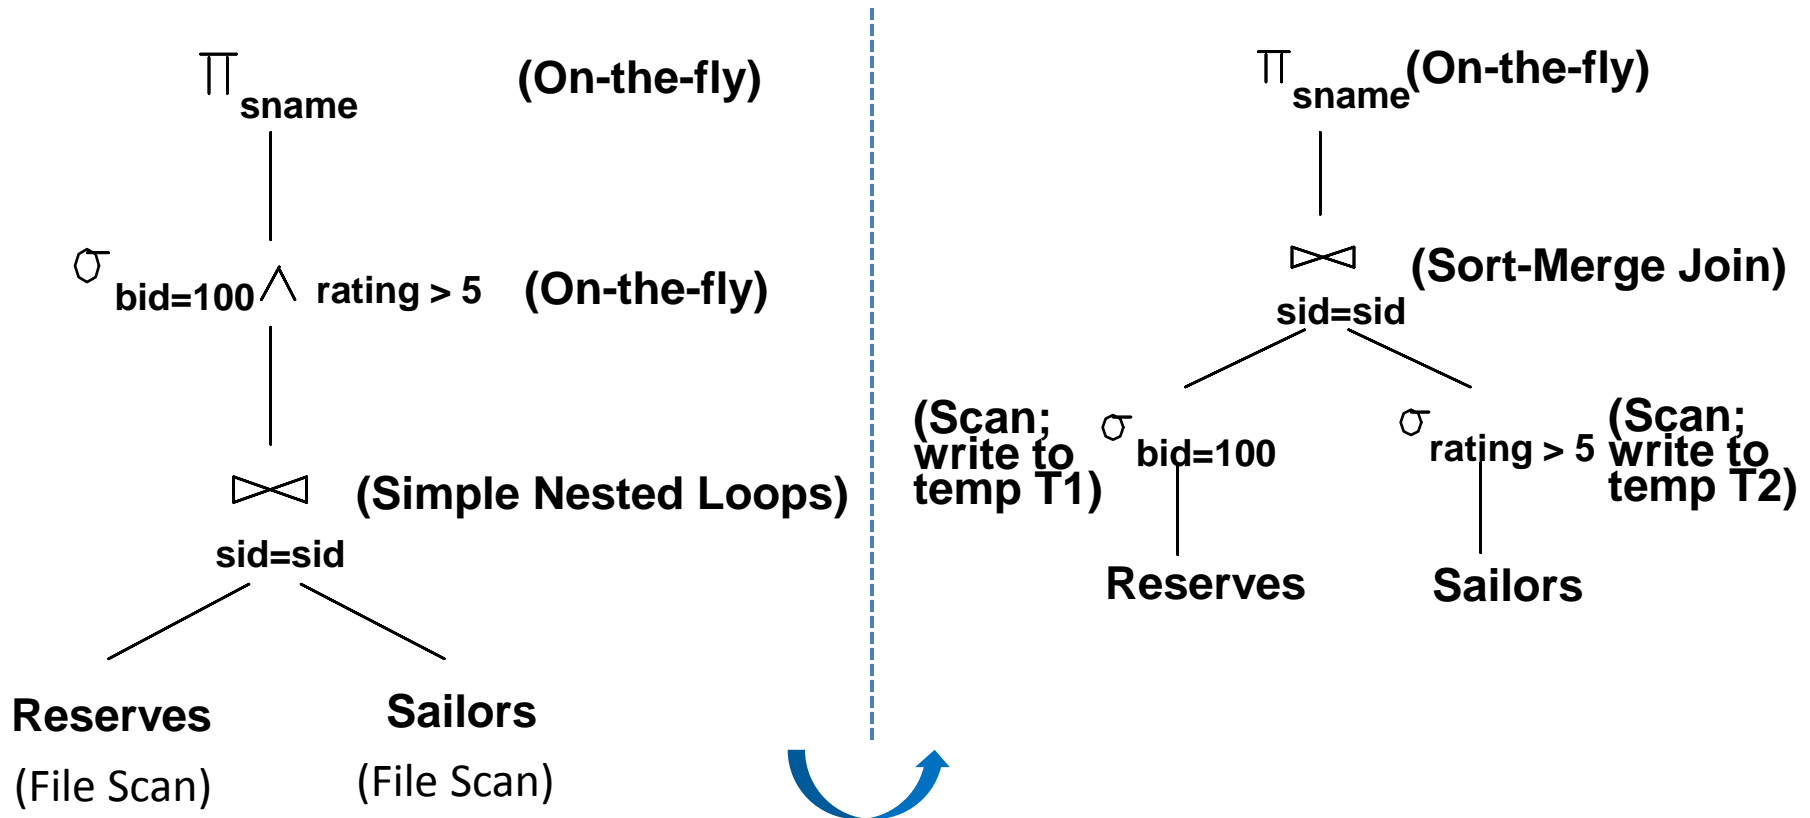 π sname (On-the-fly)
σ bid=100 ∧ rating > 5 (On-the-fly)
⋈ (Simple Nested Loops)
sid=sid
Reserves Sailors
(File Scan) (File Scan)
π sname (On-the-fly)
⋈ (Sort-Merge Join)
sid=sid
(Scan;
write to
temp T1)
σ bid=100
σ rating > 5
(Scan;
write to
temp T2)
Reserves Sailors